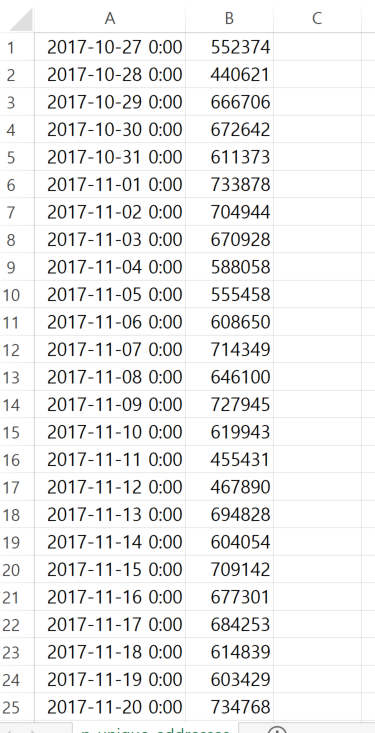 A B C
1 2017-10-27 0:00 552374
2 2017-10-28 0:00 440621
3 2017-10-29 0:00 666706
4 2017-10-30 0:00 672642
5 2017-10-31 0:00 611373
6 2017-11-01 0:00 733878
7 2017-11-02 0:00 704944
8 2017-11-03 0:00 670928
9 2017-11-04 0:00 588058
10 2017-11-05 0:00 555458
11 2017-11-06 0:00 608650
12 2017-11-07 0:00 714349
13 2017-11-08 0:00 646100
14 2017-11-09 0:00 727945
15 2017-11-10 0:00 619943
16 2017-11-11 0:00 455431
17 2017-11-12 0:00 467890
18 2017-11-13 0:00 694828
19 2017-11-14 0:00 604054
20 2017-11-15 0:00 709142
21 2017-11-16 0:00 677301
22 2017-11-17 0:00 684253
23 2017-11-18 0:00 614839
24 2017-11-19 0:00 603429
25 2017-11-20 0:00 734768